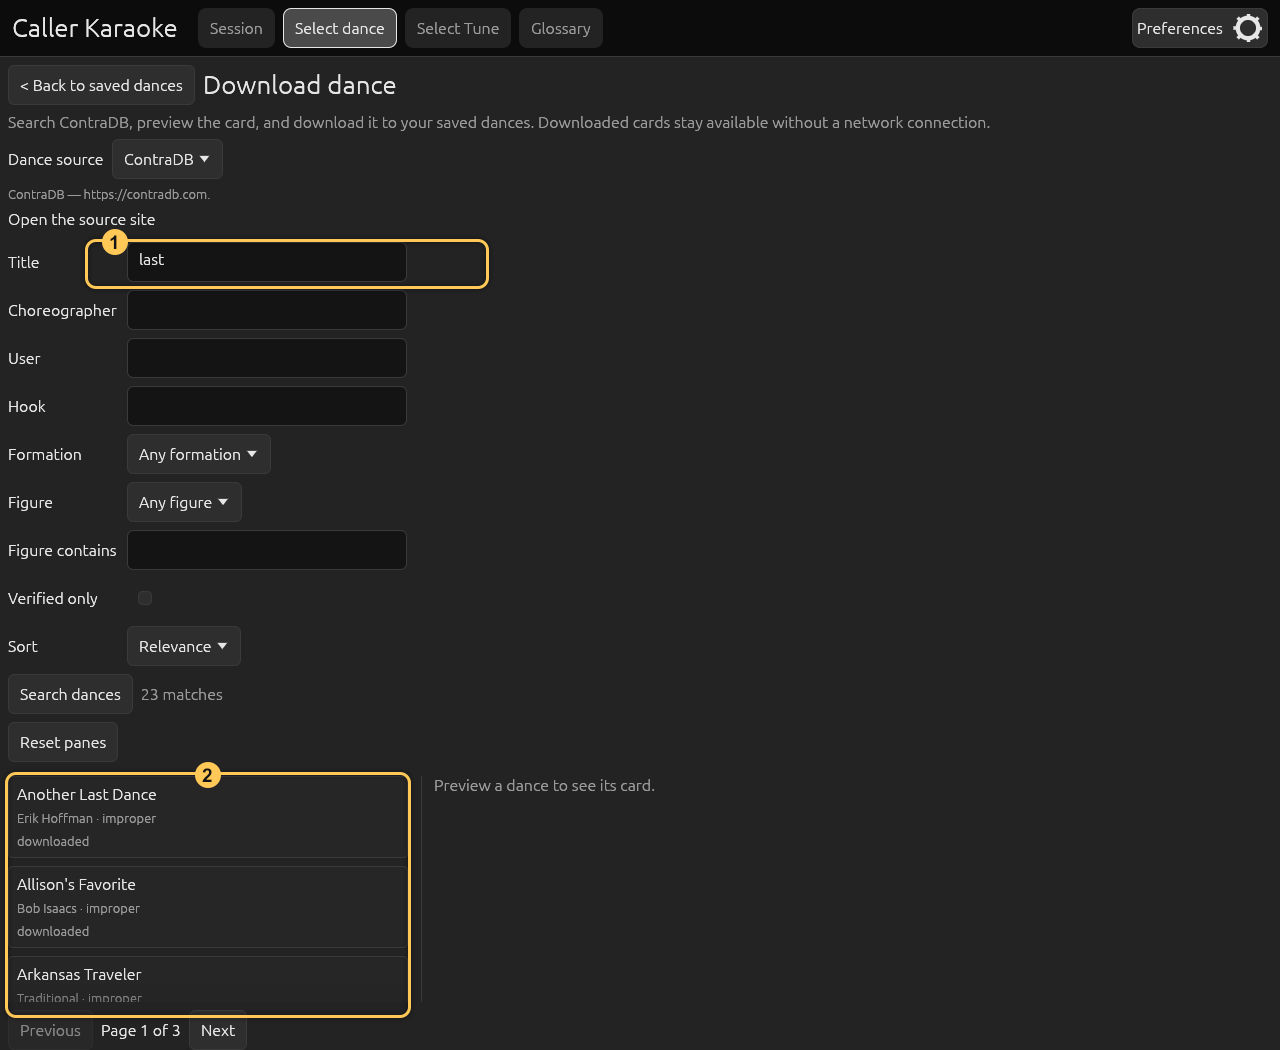 Caller Karaoke Session Select dance Select Tune Glossary Preferences
< Back to saved dances Download dance
Search ContraDB, preview the card, and download it to your saved dances. Downloaded cards stay available without a network connection.
Dance source ContraDB
ContraDB — https://contradb.com.
Open the source site
1
Title last
Choreographer
User
Hook
Formation Any formation
Figure Any figure
Figure contains
Verified only
Sort Relevance
Search dances 23 matches
Reset panes
2
Another Last Dance
Erik Hoffman · improper
downloaded
Allison's Favorite
Bob Isaacs · improper
downloaded
Arkansas Traveler
Traditional · improper
Preview a dance to see its card.
Previous Page 1 of 3 Next